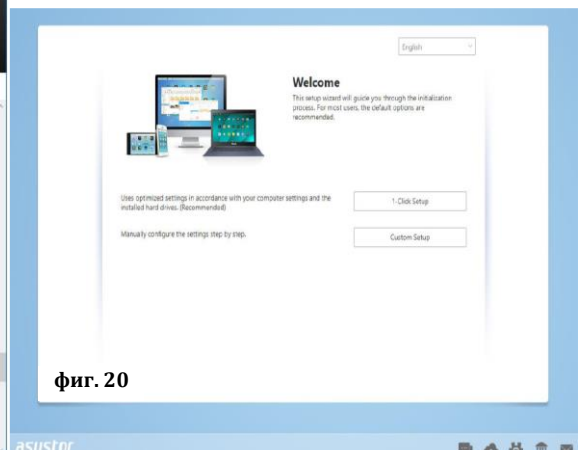 English
Welcome
This setup wizard will guide you through the initialization
process. For most users, the default options are
recommended.
Uses optimized settings in accordance with your computer settings and the
installed hard drives. (Recommended)
1-Click Setup
Manually configure the settings step by step.
Custom Setup
фиг. 20
asustor